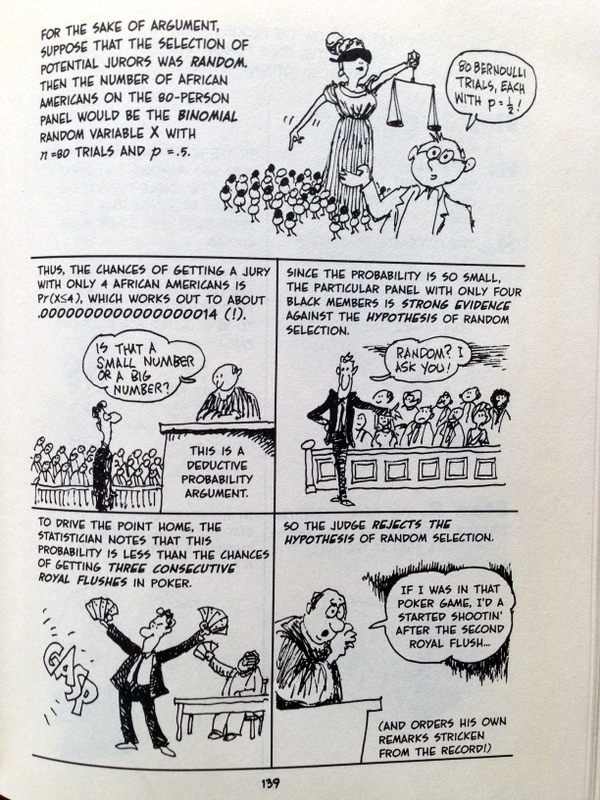 FOR THE SAKE OF ARGUMENT,
SUPPOSE THAT THE SELECTION OF
POTENTIAL JURORS WAS RANDOM.
THEN THE NUMBER OF AFRICAN
AMERICANS ON THE 80-PERSON
PANEL WOULD BE THE BINOMIAL
RANDOM VARIABLE X WITH
n=80 TRIALS AND p=.5.
80 BERNOULLI
TRIALS, EACH
WITH p=½!
THUS, THE CHANCES OF GETTING A JURY
WITH ONLY 4 AFRICAN AMERICANS IS
Pr(X≤4), WHICH WORKS OUT TO ABOUT
.0000000000000000014 (!).
IS THAT A
SMALL NUMBER
OR A BIG
NUMBER?
THIS IS A
DEDUCTIVE
PROBABILITY
ARGUMENT.
SINCE THE PROBABILITY IS SO SMALL,
THE PARTICULAR PANEL WITH ONLY FOUR
BLACK MEMBERS IS STRONG EVIDENCE
AGAINST THE HYPOTHESIS OF RANDOM
SELECTION.
RANDOM? I
ASK YOU!
TO DRIVE THE POINT HOME, THE
STATISTICIAN NOTES THAT THIS
PROBABILITY IS LESS THAN THE CHANCES
OF GETTING THREE CONSECUTIVE
ROYAL FLUSHES IN POKER.
GASP
SO THE JUDGE REJECTS THE
HYPOTHESIS OF RANDOM SELECTION.
IF I WAS IN THAT
POKER GAME, I'D A
STARTED SHOOTIN'
AFTER THE SECOND
ROYAL FLUSH...
(AND ORDERS HIS OWN
REMARKS STRICKEN
FROM THE RECORD!)
139